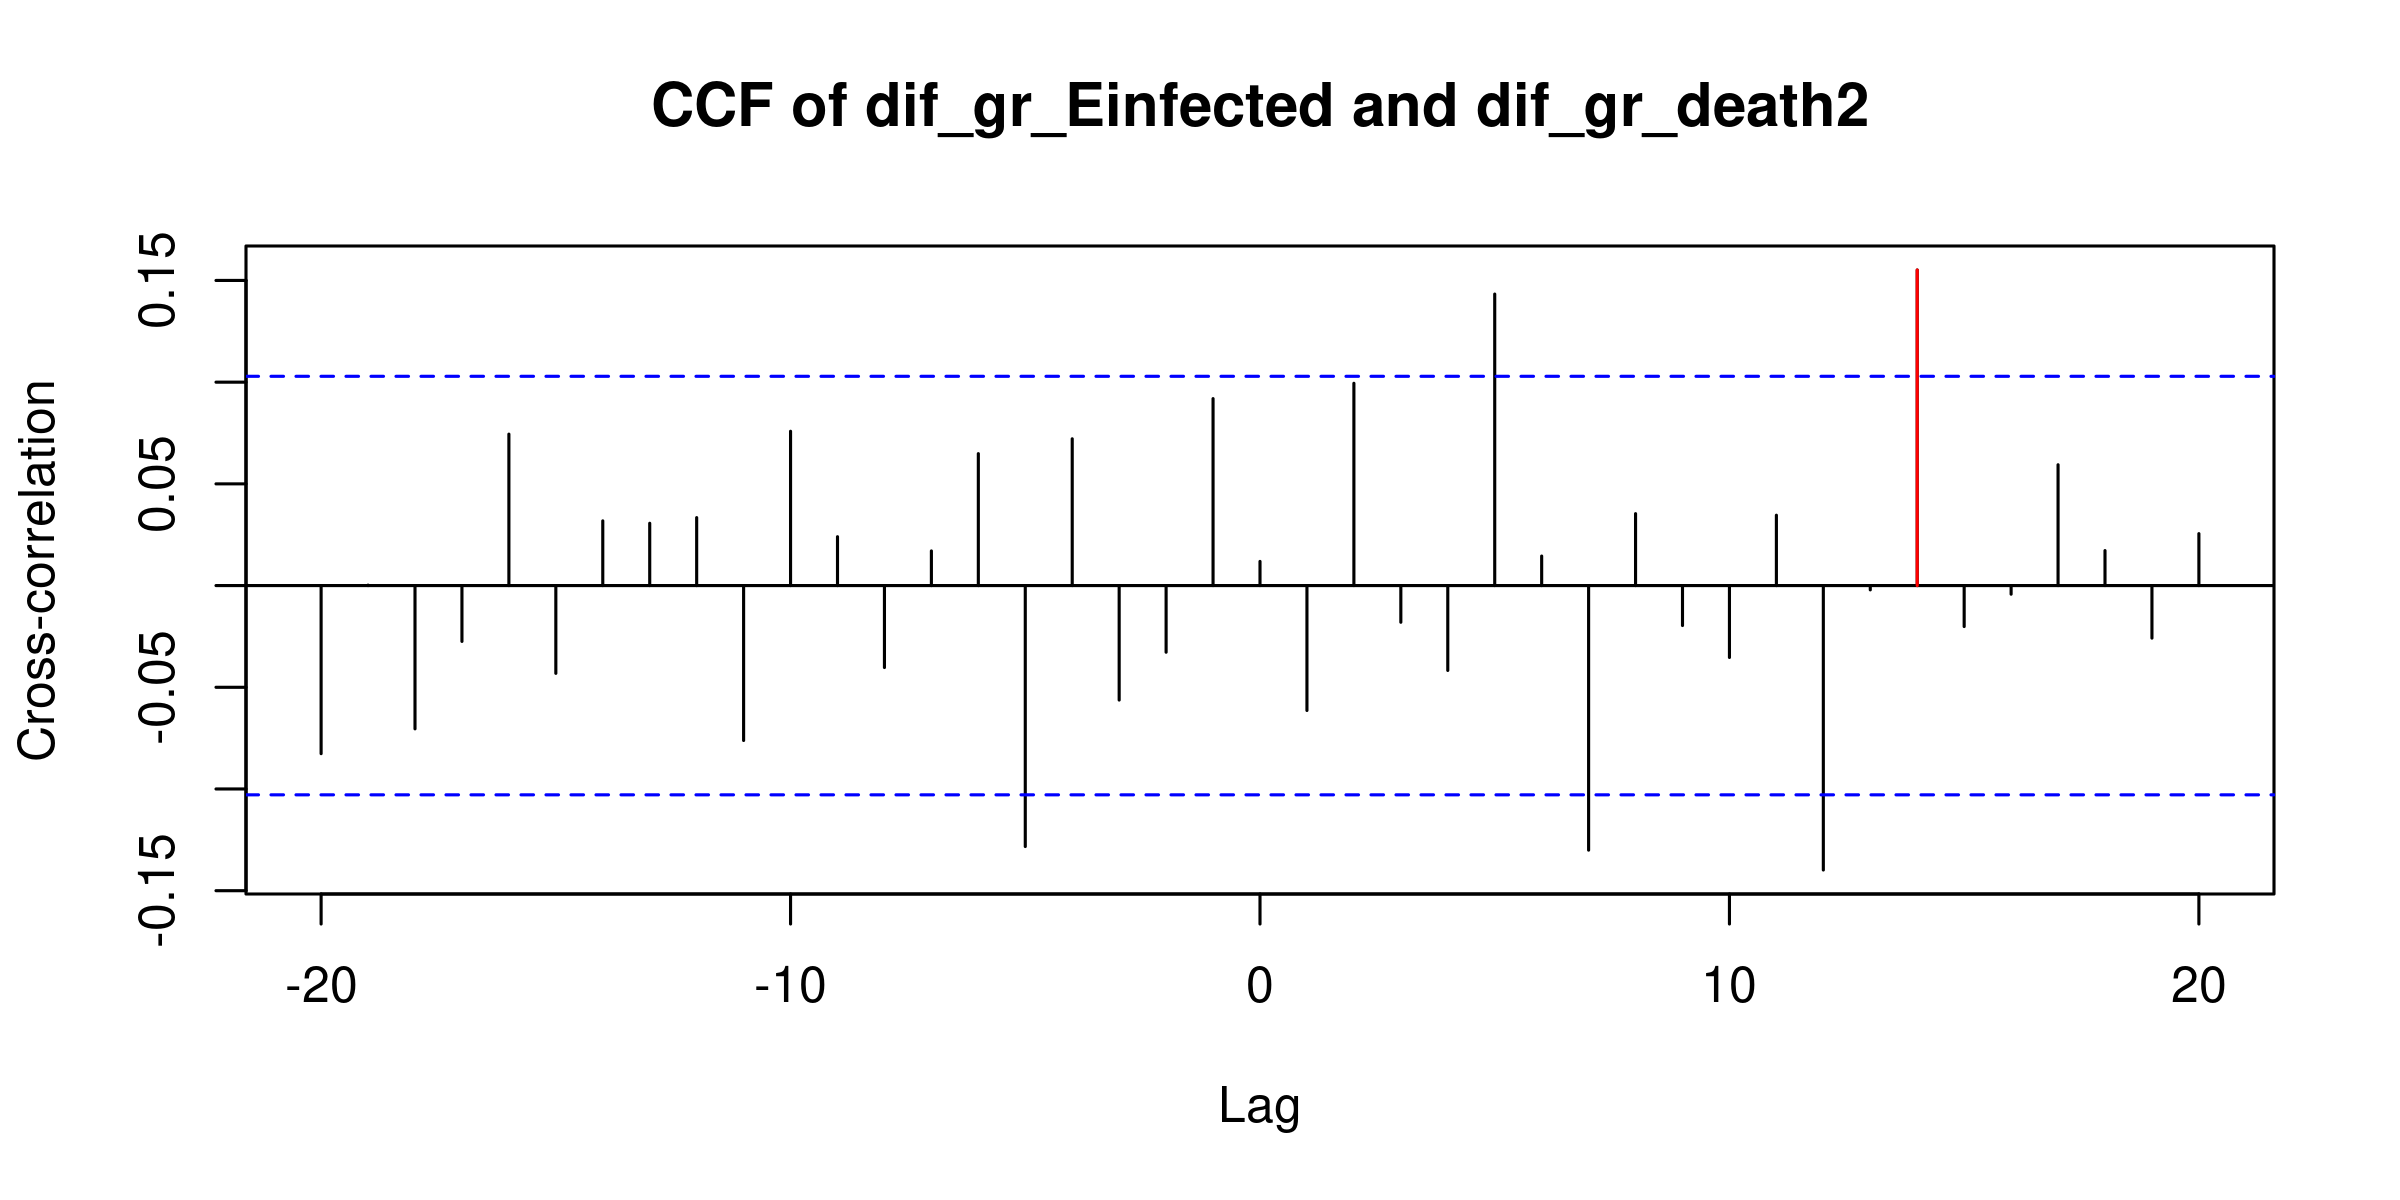 CCF of dif_gr_Einfected and dif_gr_death2
Cross-correlation
0.15
0.05
-0.05
-0.15
-20 -10 0 10 20
Lag